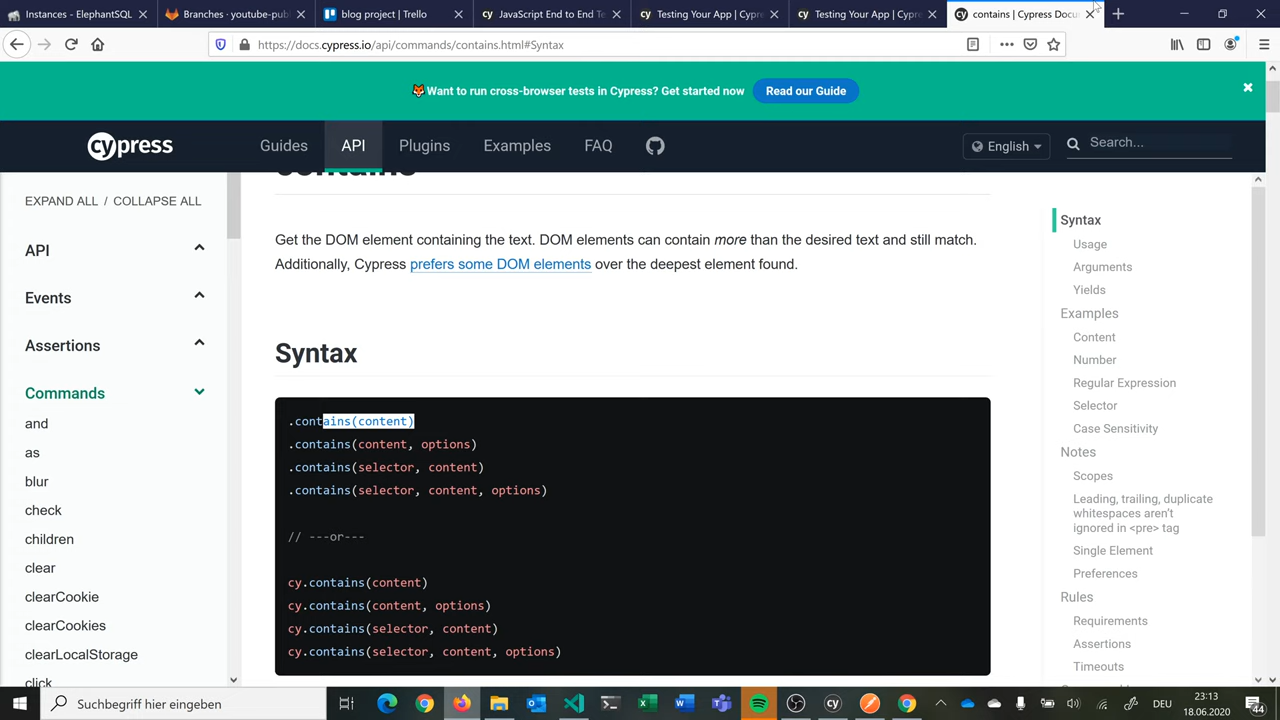 Instances - ElephantSQL
Branches · youtube-publ
blog project | Trello
JavaScript End to End Te
Testing Your App | Cypre
Testing Your App | Cypre
contains | Cypress Docu
https://docs.cypress.io/api/commands/contains.html#Syntax
Want to run cross-browser tests in Cypress? Get started now
Read our Guide
cypress
Guides
API
Plugins
Examples
FAQ
English
Search...
EXPAND ALL / COLLAPSE ALL
API
Events
Assertions
Commands
and
as
blur
check
children
clear
clearCookie
clearCookies
clearLocalStorage
click
contains
Get the DOM element containing the text. DOM elements can contain more than the desired text and still match.
Additionally, Cypress prefers some DOM elements over the deepest element found.
Syntax
.contains(content)
.contains(content, options)
.contains(selector, content)
.contains(selector, content, options)
// ---or---
cy.contains(content)
cy.contains(content, options)
cy.contains(selector, content)
cy.contains(selector, content, options)
Syntax
Usage
Arguments
Yields
Examples
Content
Number
Regular Expression
Selector
Case Sensitivity
Notes
Scopes
Leading, trailing, duplicate
whitespaces aren't
ignored in <pre> tag
Single Element
Preferences
Rules
Requirements
Assertions
Timeouts
Suchbegriff hier eingeben
DEU
23:13
18.06.2020
44